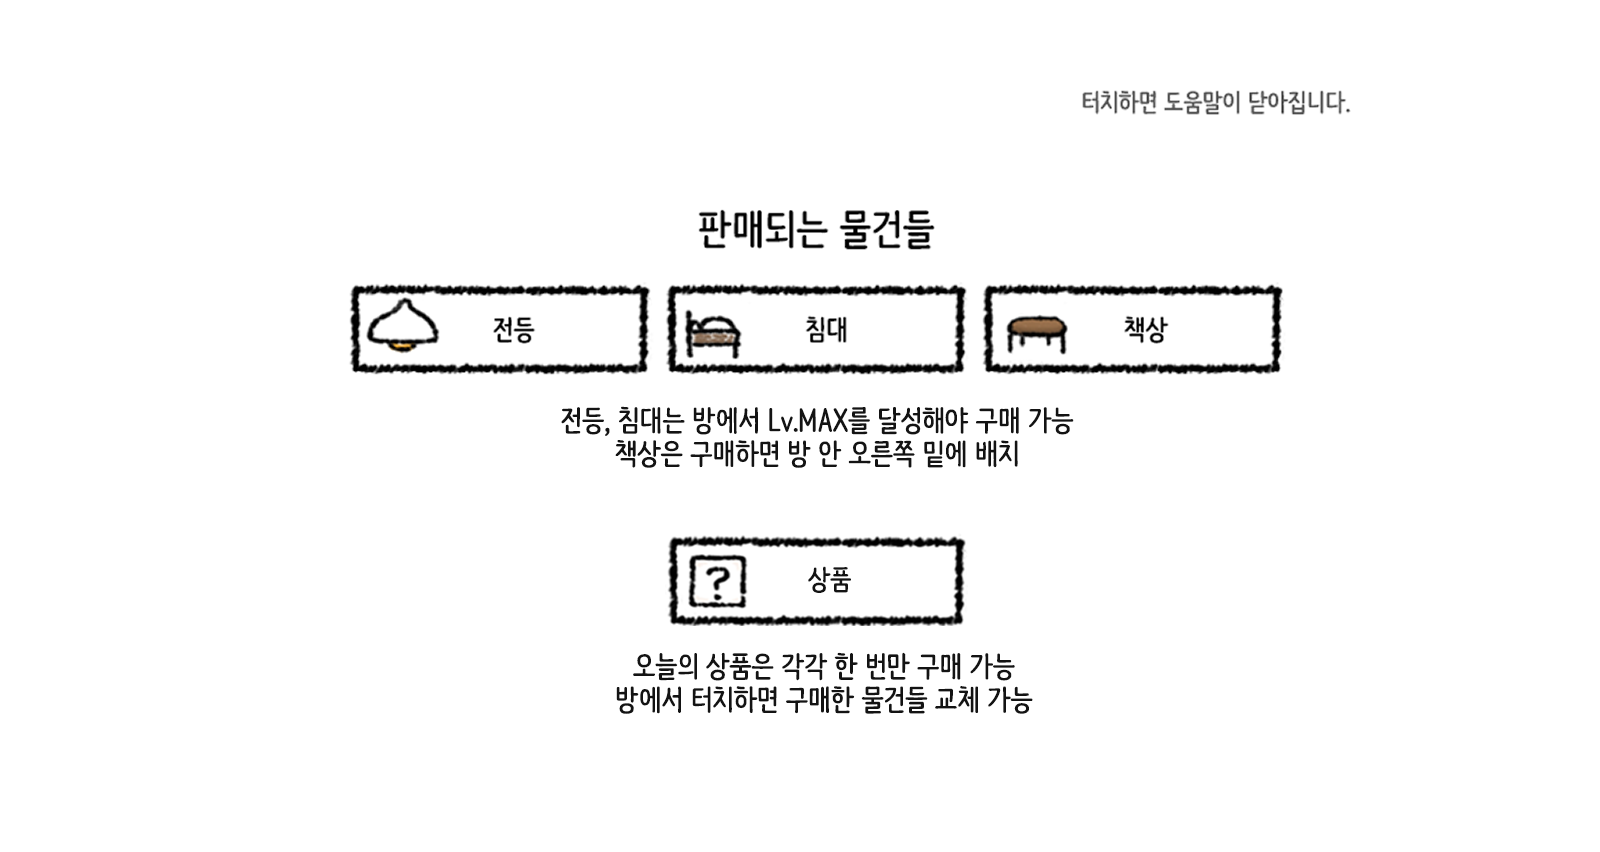 터치하면 도움말이 닫아집니다.
판매되는 물건들
전등
침대
책상
전등, 침대는 방에서 Lv.MAX를 달성해야 구매 가능
책상은 구매하면 방 안 오른쪽 밑에 배치
?
상품
오늘의 상품은 각각 한 번만 구매 가능
방에서 터치하면 구매한 물건들 교체 가능